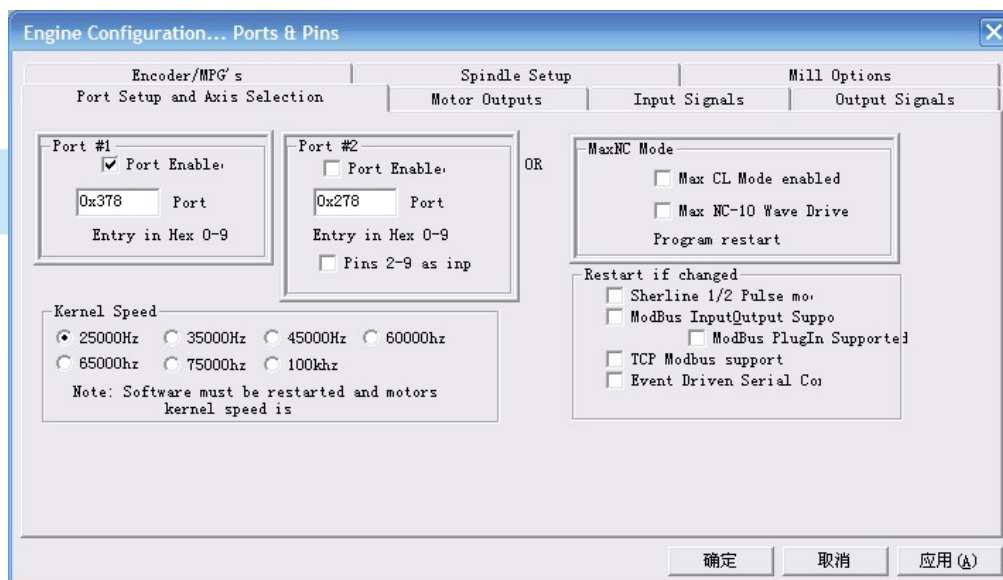 Engine Configuration... Ports & Pins
Encoder/MPG's
Spindle Setup
Mill Options
Port Setup and Axis Selection
Motor Outputs
Input Signals
Output Signals
Port #1
Port Enable
0x378 Port
Entry in Hex 0-9
Port #2
Port Enable
0x278 Port
Entry in Hex 0-9
Pins 2-9 as inp
OR
MaxNC Mode
Max CL Mode enabled
Max NC-10 Wave Drive
Program restart
Restart if changed
Sherline 1/2 Pulse mo
ModBus InputOutput Suppo
ModBus PlugIn Supported
TCP Modbus support
Event Driven Serial Co
Kernel Speed
25000Hz 35000Hz 45000Hz 60000hz
65000hz 75000hz 100khz
Note: Software must be restarted and motors
kernel speed is
确定
取消
应用(A)